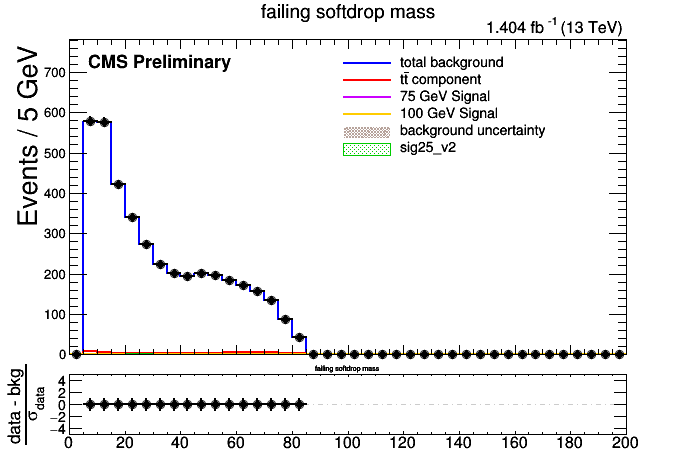 failing softdrop mass
1.404 fb⁻¹ (13 TeV)
CMS Preliminary
total background
tt̄ component
75 GeV Signal
100 GeV Signal
background uncertainty
sig25_v2
Events / 5 GeV
700
600
500
400
300
200
100
0
failing softdrop mass
data - bkg
σ data
4
2
0
−2
−4
0 20 40 60 80 100 120 140 160 180 200